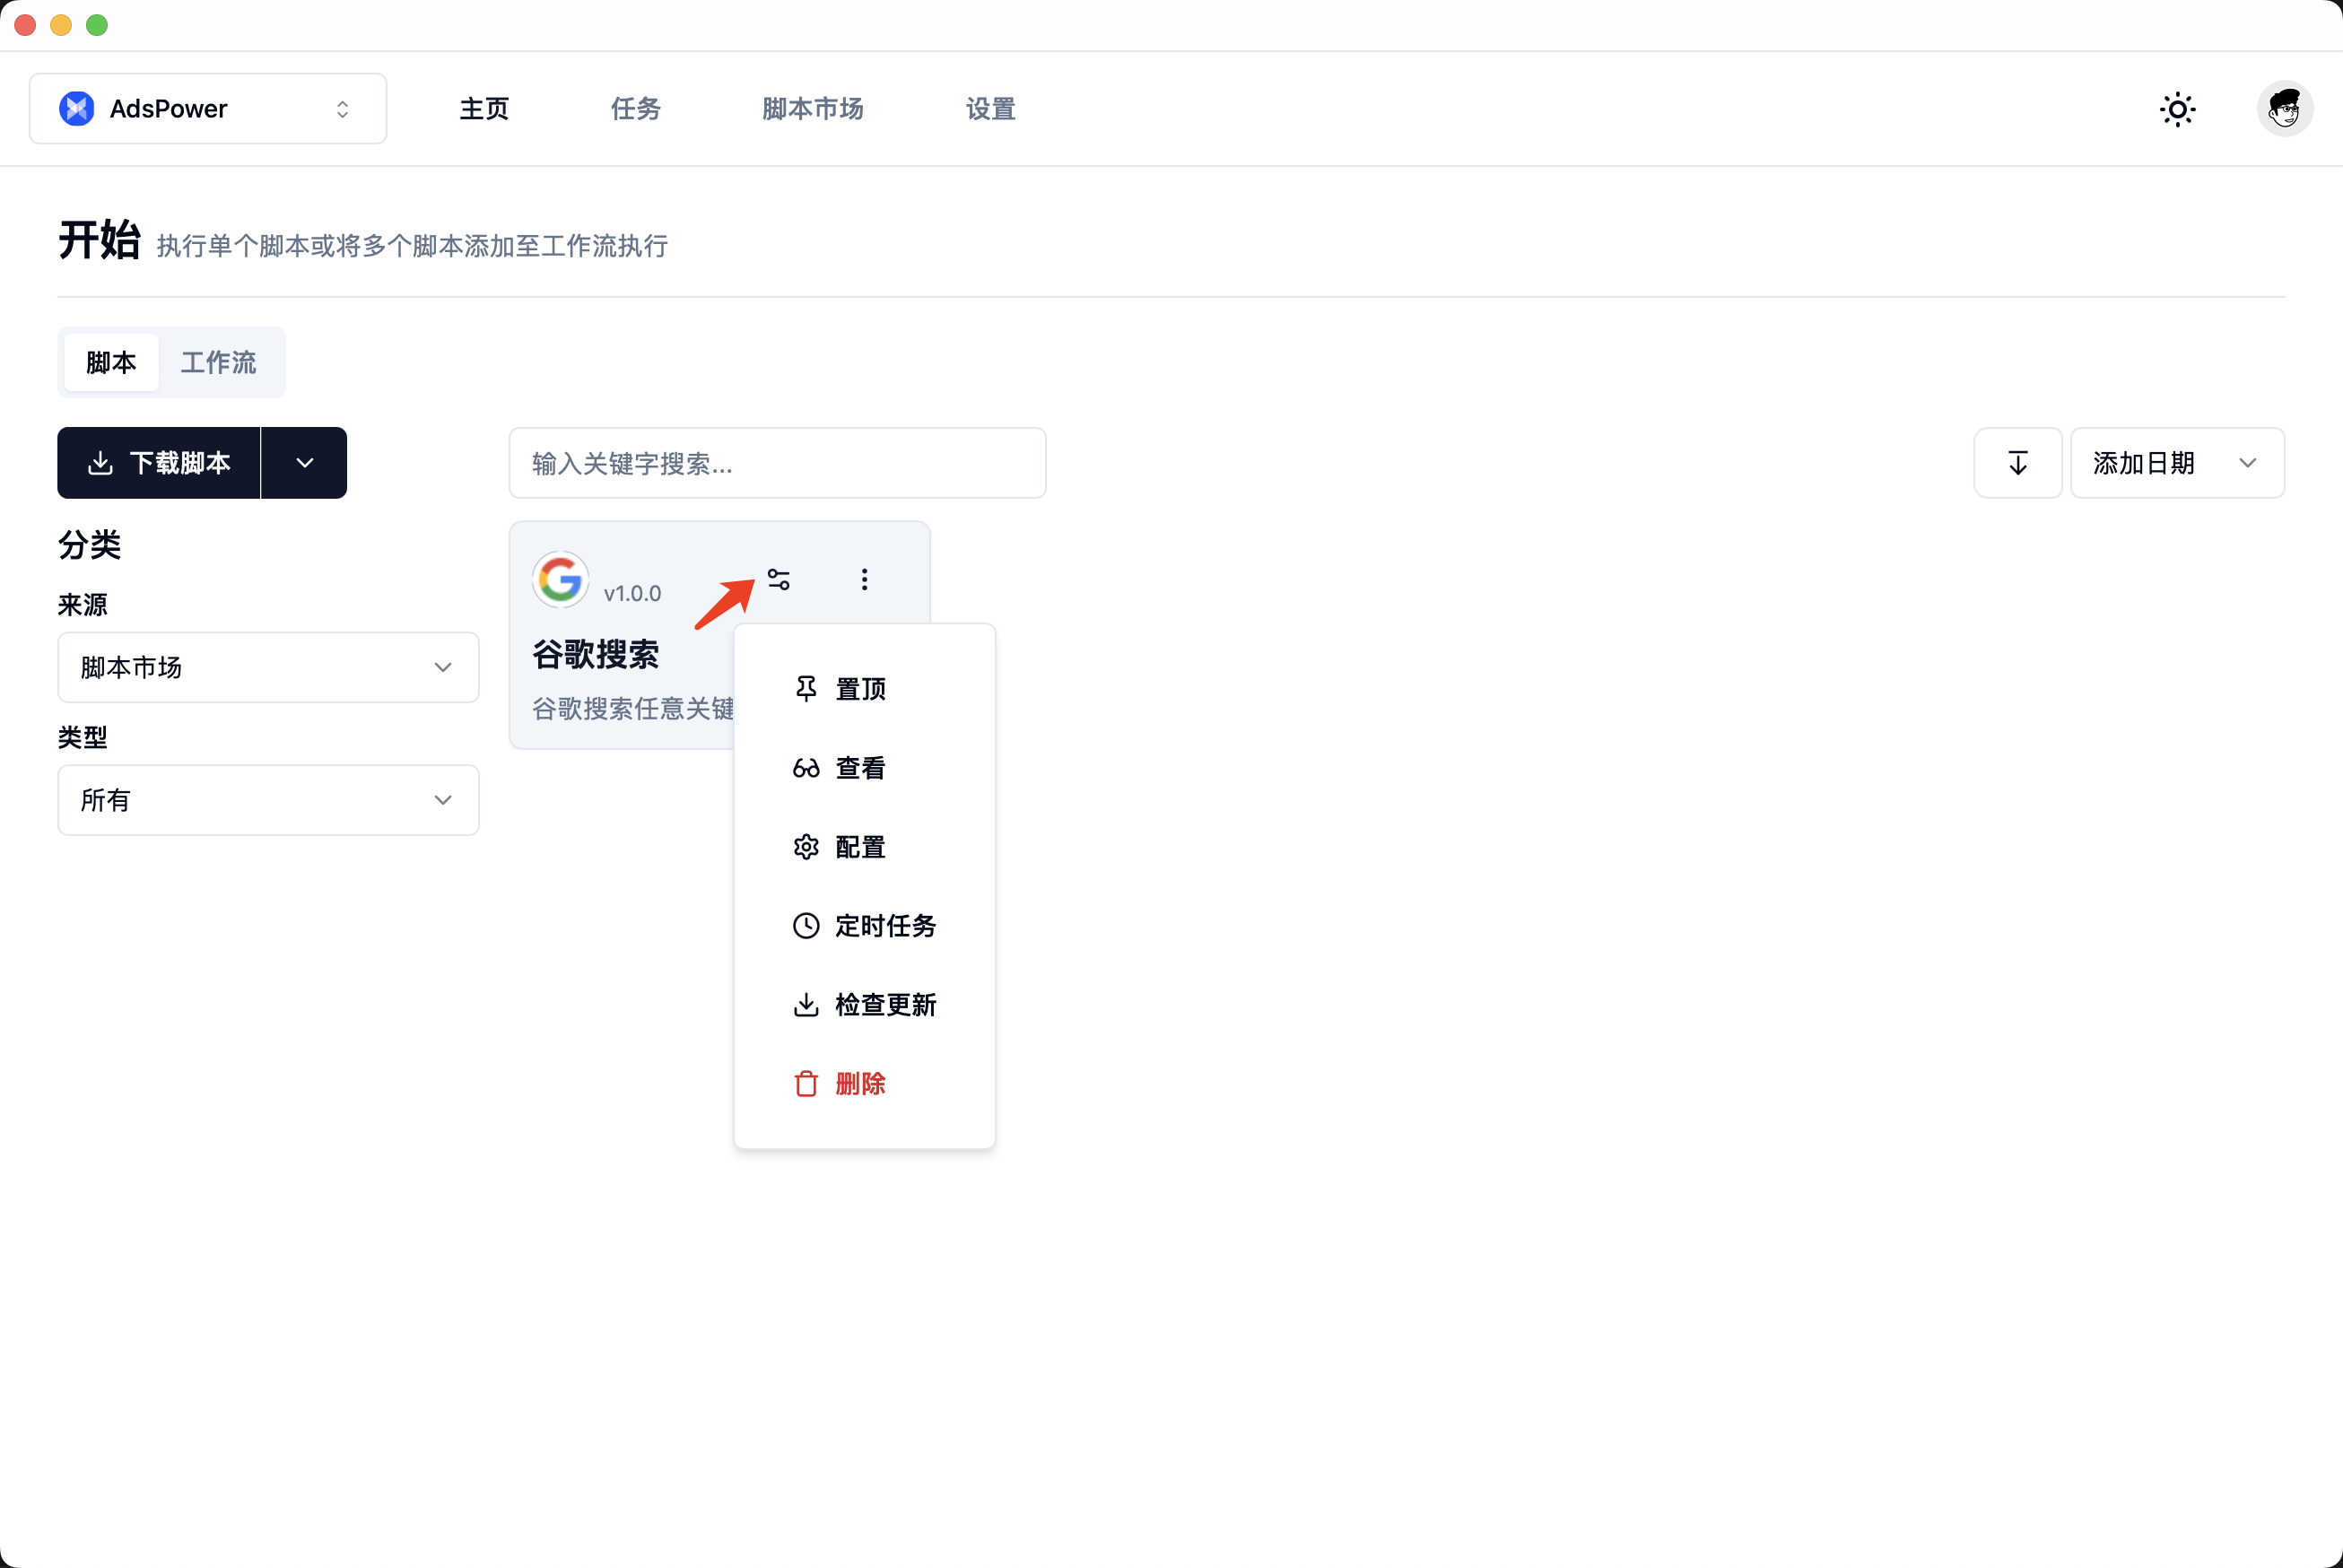 AdsPower
主页
任务
脚本市场
设置
开始 执行单个脚本或将多个脚本添加至工作流执行
脚本
工作流
下载脚本
输入关键字搜索...
添加日期
分类
来源
脚本市场
类型
所有
v1.0.0
谷歌搜索
谷歌搜索任意关键
置顶
查看
配置
定时任务
检查更新
删除